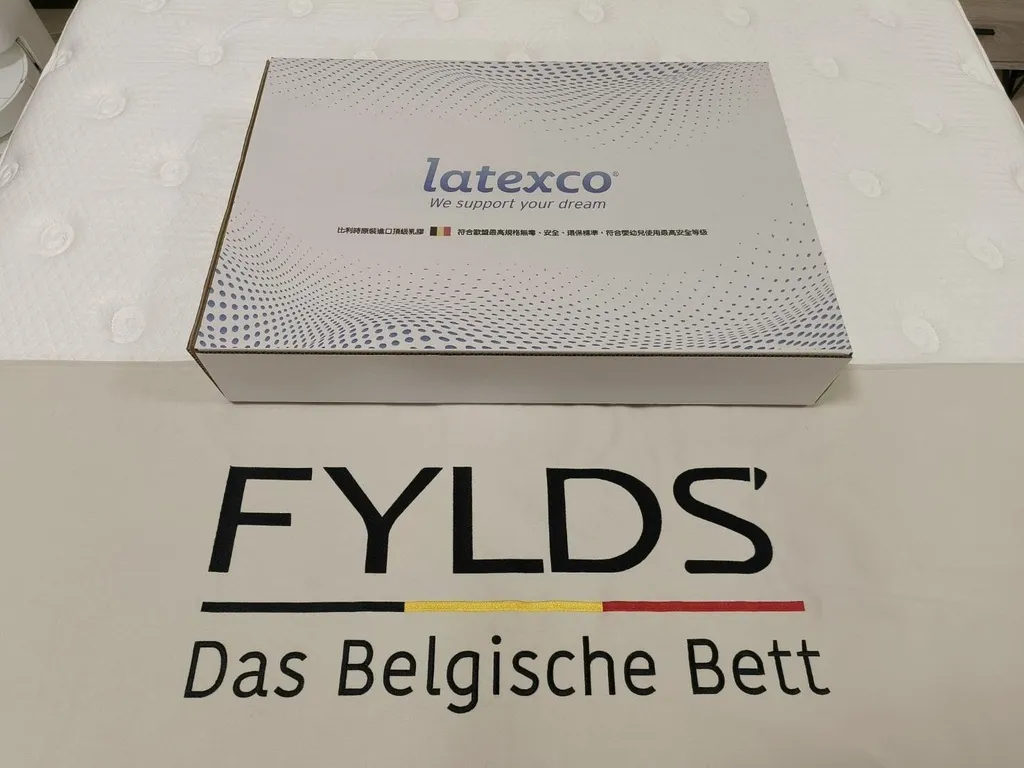 latexco®
We support your dream
比利時原裝進口頂級乳膠 符合歐盟最高規格無毒、安全、環保標準，符合嬰幼兒使用最高安全等級
FYLDS'
Das Belgische Bett